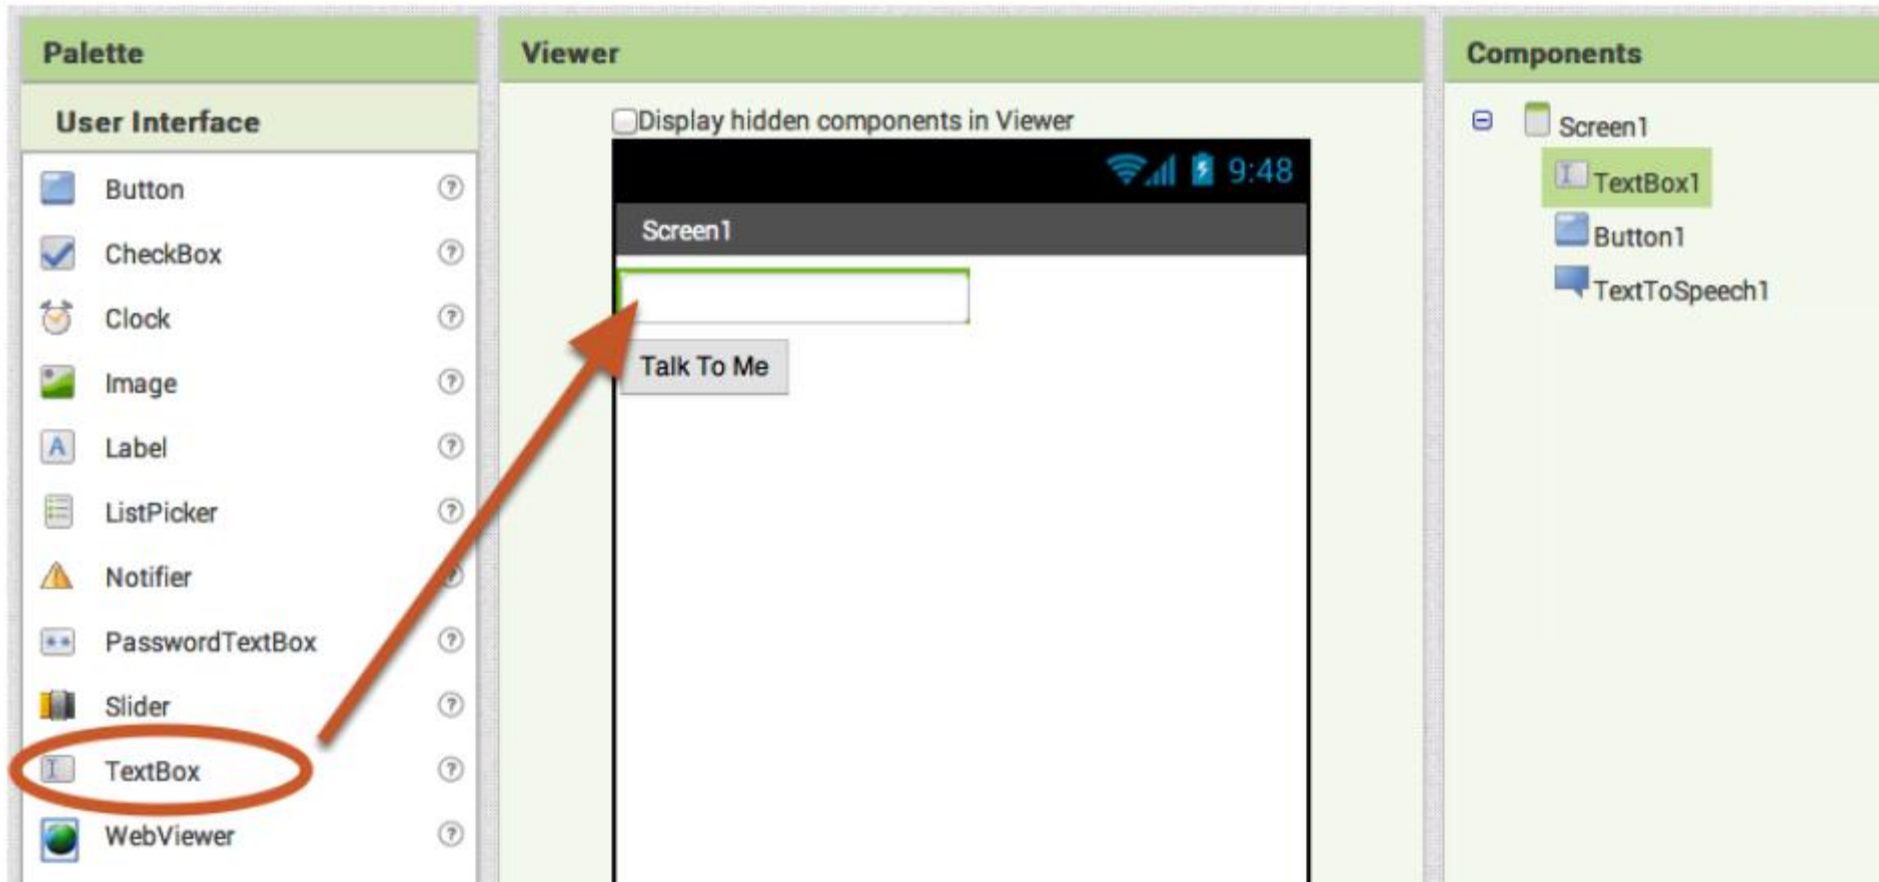 Palette
User Interface
Button
CheckBox
Clock
Image
Label
ListPicker
Notifier
PasswordTextBox
Slider
TextBox
WebViewer
Viewer
Display hidden components in Viewer
9:48
Screen1
Talk To Me
Components
Screen1
TextBox1
Button1
TextToSpeech1